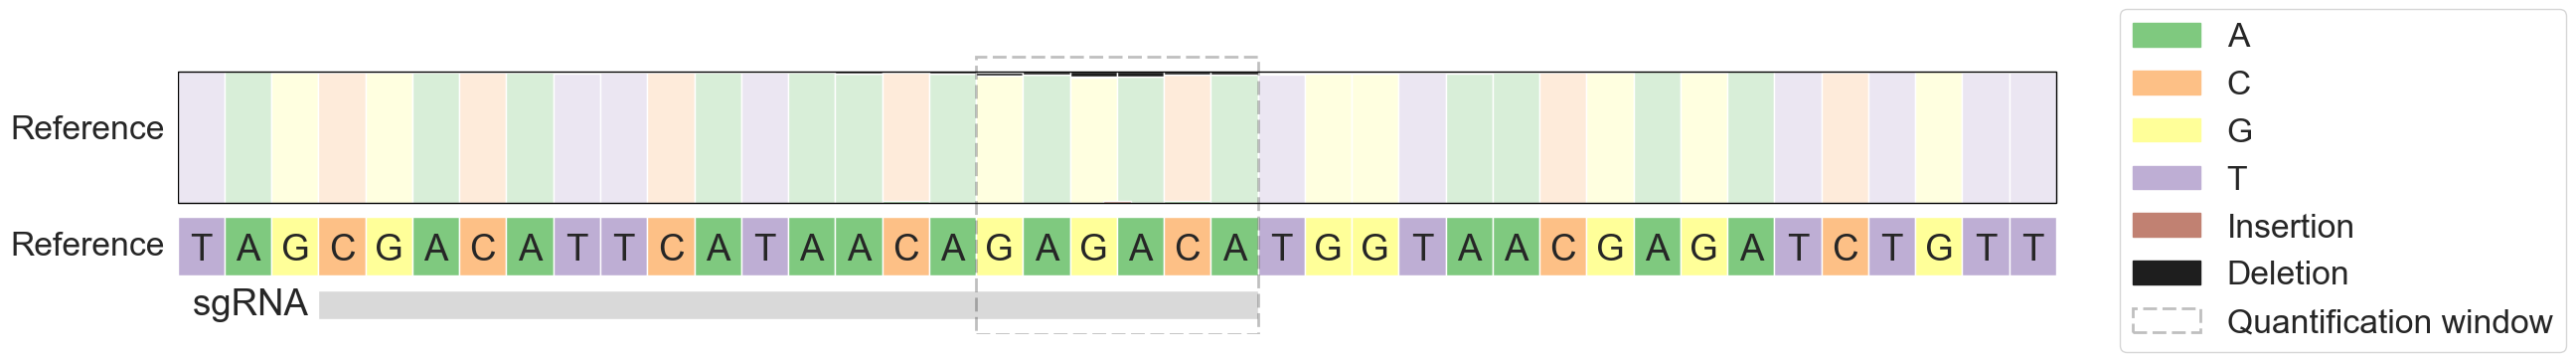 Reference
Reference T A G C G A C A T T C A T A A C A G A G A C A T G G T A A C G A G A T C T G T T
sgRNA
A
C
G
T
Insertion
Deletion
Quantification window